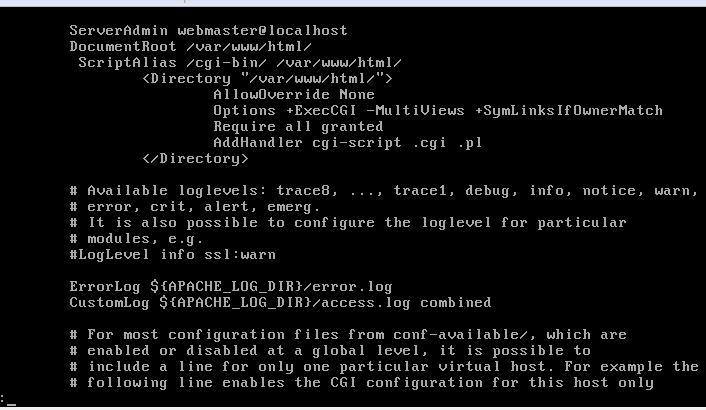 ServerAdmin webmaster@localhost
DocumentRoot /var/www/html/
ScriptAlias /cgi-bin/ /var/www/html/
<Directory "/var/www/html/">
AllowOverride None
Options +ExecCGI -MultiViews +SymLinksIfOwnerMatch
Require all granted
AddHandler cgi-script .cgi .pl
</Directory>
# Available loglevels: trace8, ..., trace1, debug, info, notice, warn,
# error, crit, alert, emerg.
# It is also possible to configure the loglevel for particular
# modules, e.g.
#LogLevel info ssl:warn
ErrorLog ${APACHE_LOG_DIR}/error.log
CustomLog ${APACHE_LOG_DIR}/access.log combined
# For most configuration files from conf-available/, which are
# enabled or disabled at a global level, it is possible to
# include a line for only one particular virtual host. For example the
# following line enables the CGI configuration for this host only
:_